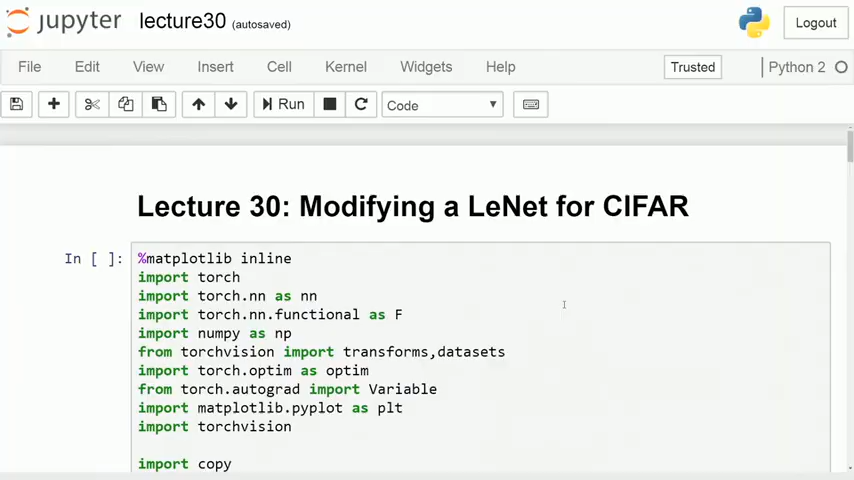 jupyter lecture30 (autosaved) Logout
File Edit View Insert Cell Kernel Widgets Help Trusted Python 2
Run Code
Lecture 30: Modifying a LeNet for CIFAR
In [ ]: %matplotlib inline
import torch
import torch.nn as nn
import torch.nn.functional as F
import numpy as np
from torchvision import transforms,datasets
import torch.optim as optim
from torch.autograd import Variable
import matplotlib.pyplot as plt
import torchvision
import copy